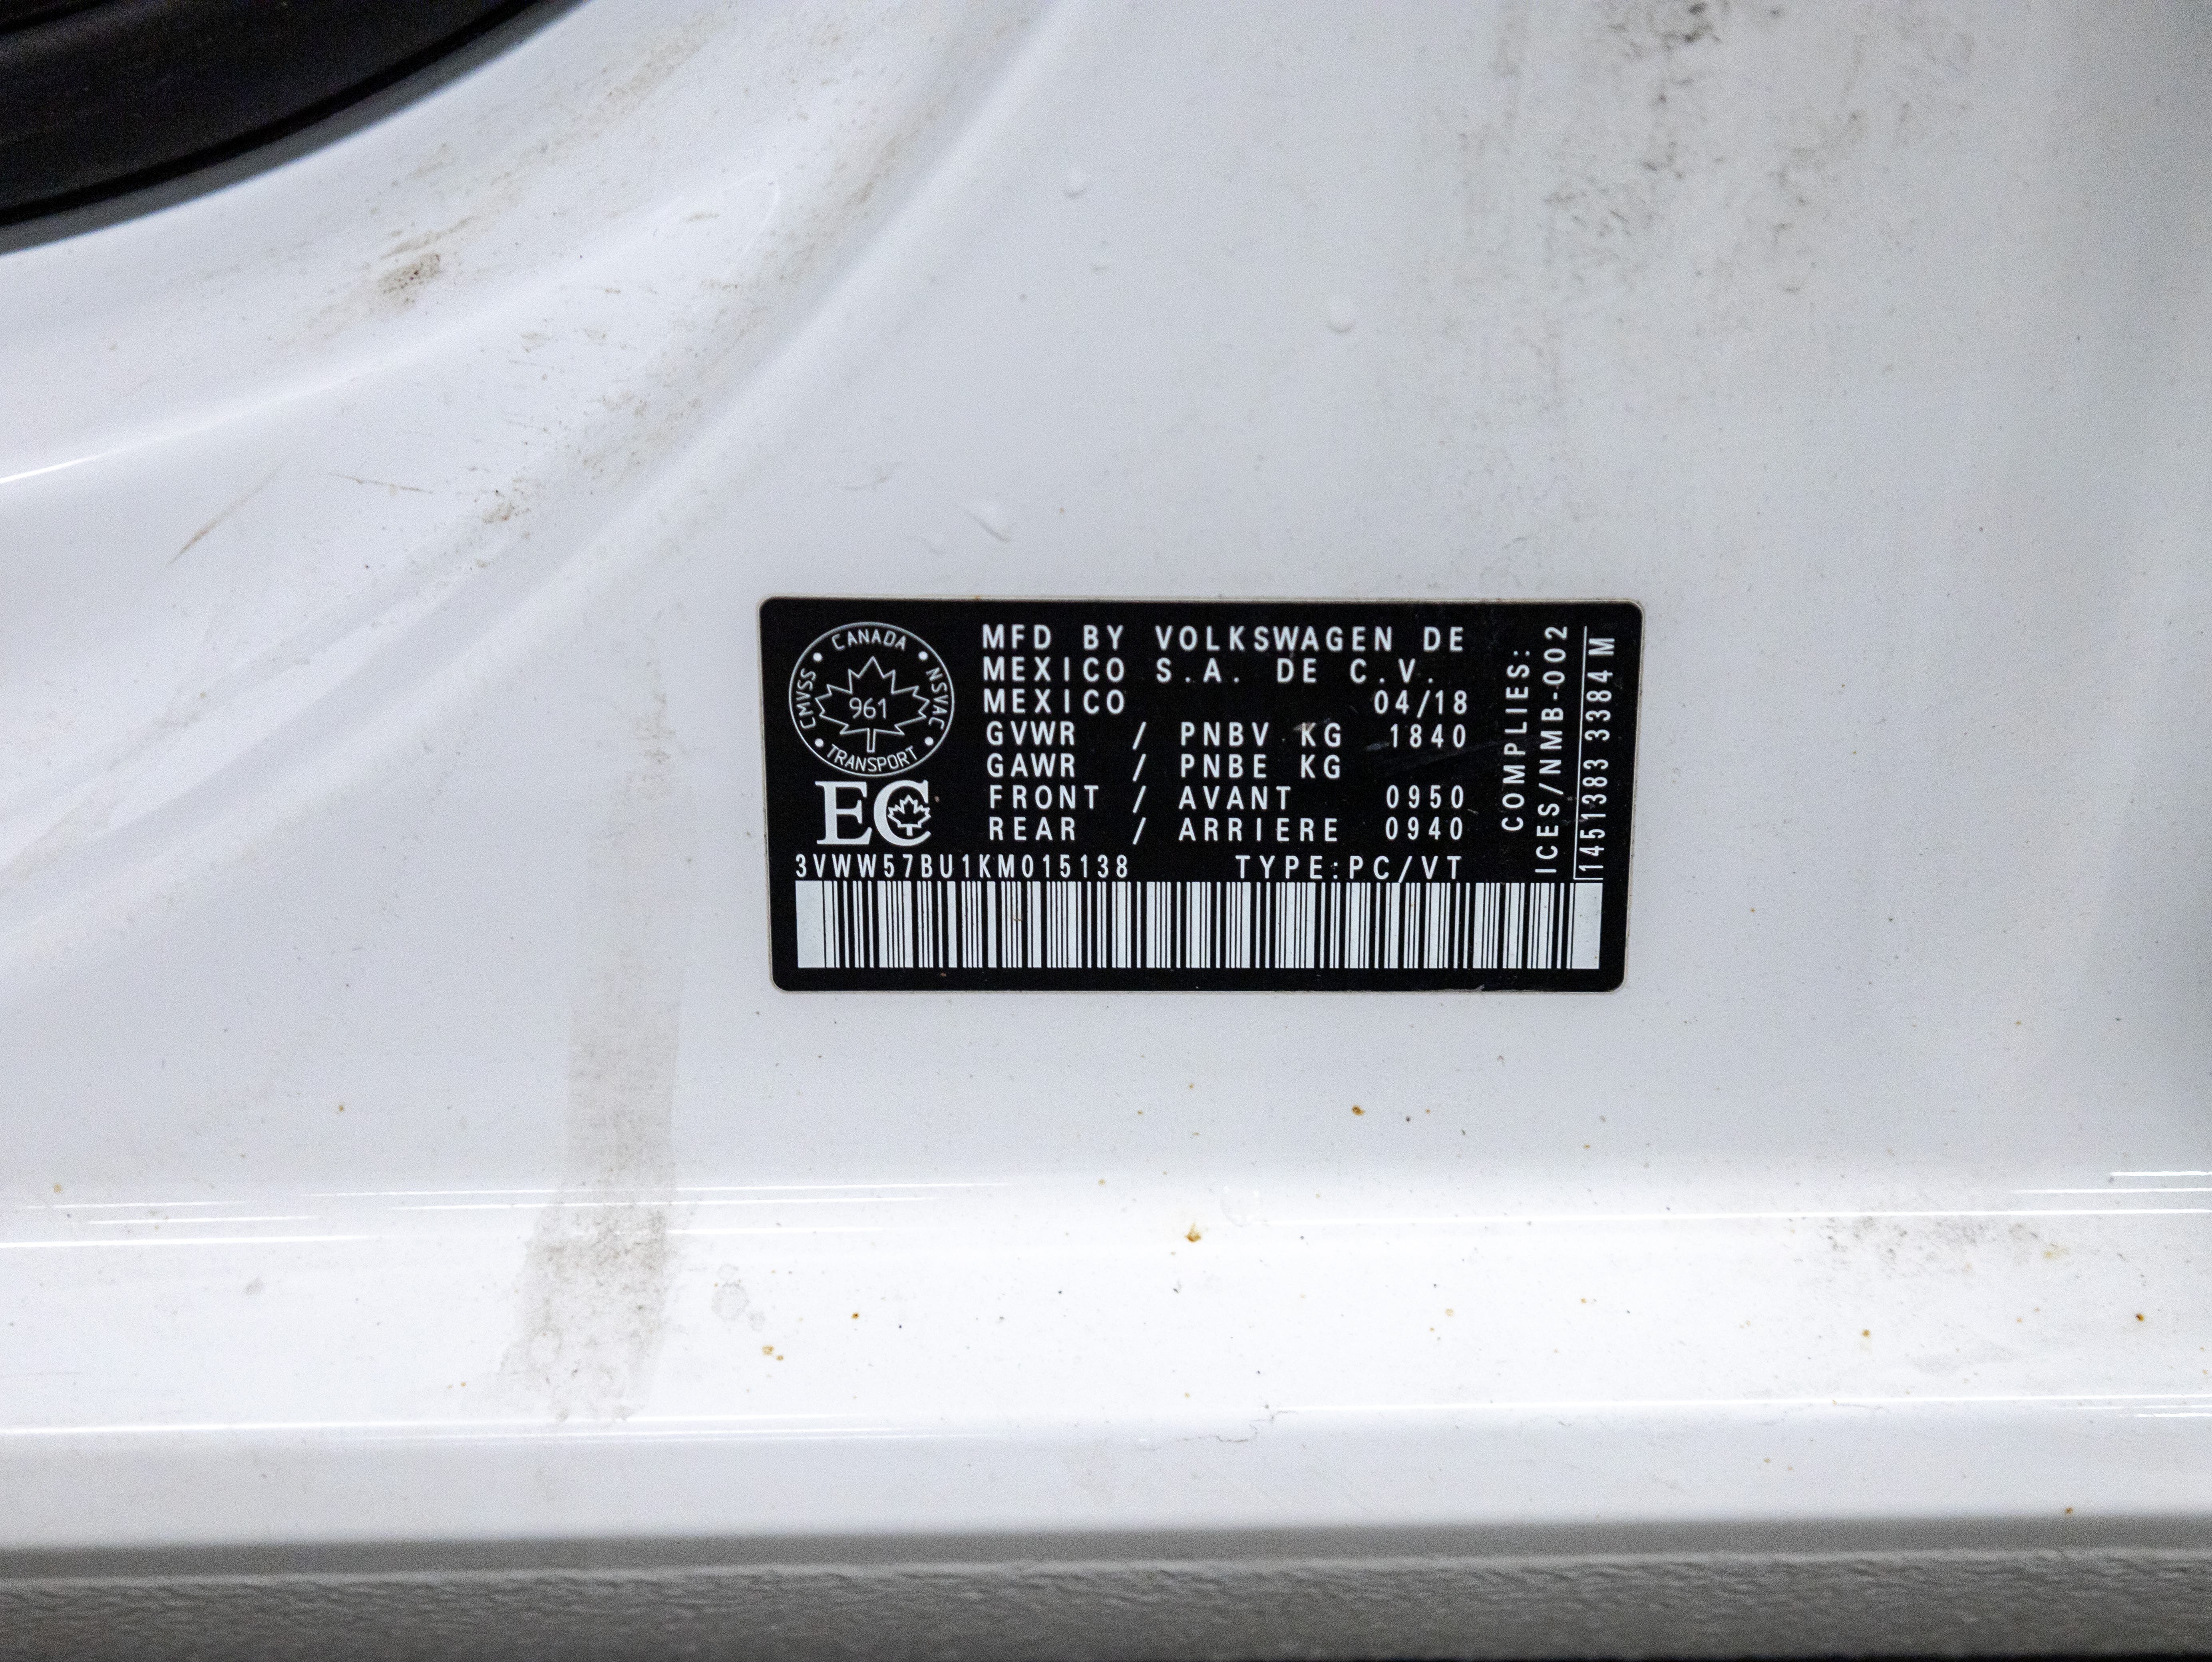 CANADA
CMVSS
NSVAC
961
TRANSPORT
EC
MFD BY VOLKSWAGEN DE
MEXICO S.A. DE C.V.
MEXICO 04/18
GVWR / PNBV KG 1840
GAWR / PNBE KG
FRONT / AVANT 0950
REAR / ARRIERE 0940
3VWW57BU1KM015138 TYPE:PC/VT
COMPLIES:
ICES/NMB-002
1451383 3384 M